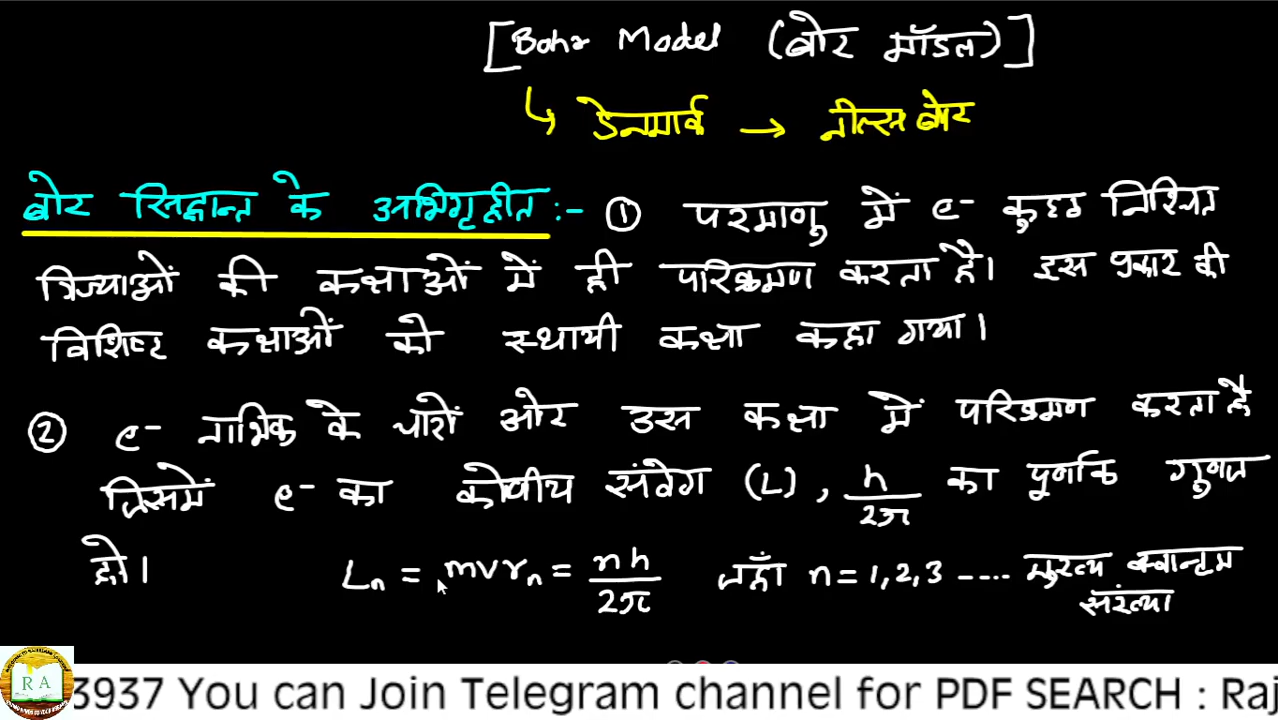 [Bohr Model (बोर मॉडल)]
↳ डेनमार्क → नील्स बोर
बोर सिद्धान्त के अभिगृहीत :- ① परमाणु में e- कुछ निश्चित
त्रिज्याओं की कक्षाओं में ही परिक्रमण करता है। इस प्रकार की
विशिष्ट कक्षाओं को स्थायी कक्षा कहा गया।
② e- नाभिक के चारों ओर उस कक्षा में परिक्रमण करता है
जिसमें e- का कोणीय संवेग (L), h/2π का पूर्णांक गुणज
हो। Lₙ = mvrₙ = nh/2π जहाँ n = 1, 2, 3 ---.... मुख्य क्वान्टम
संख्या
RA
3937 You can Join Telegram channel for PDF SEARCH : Raj